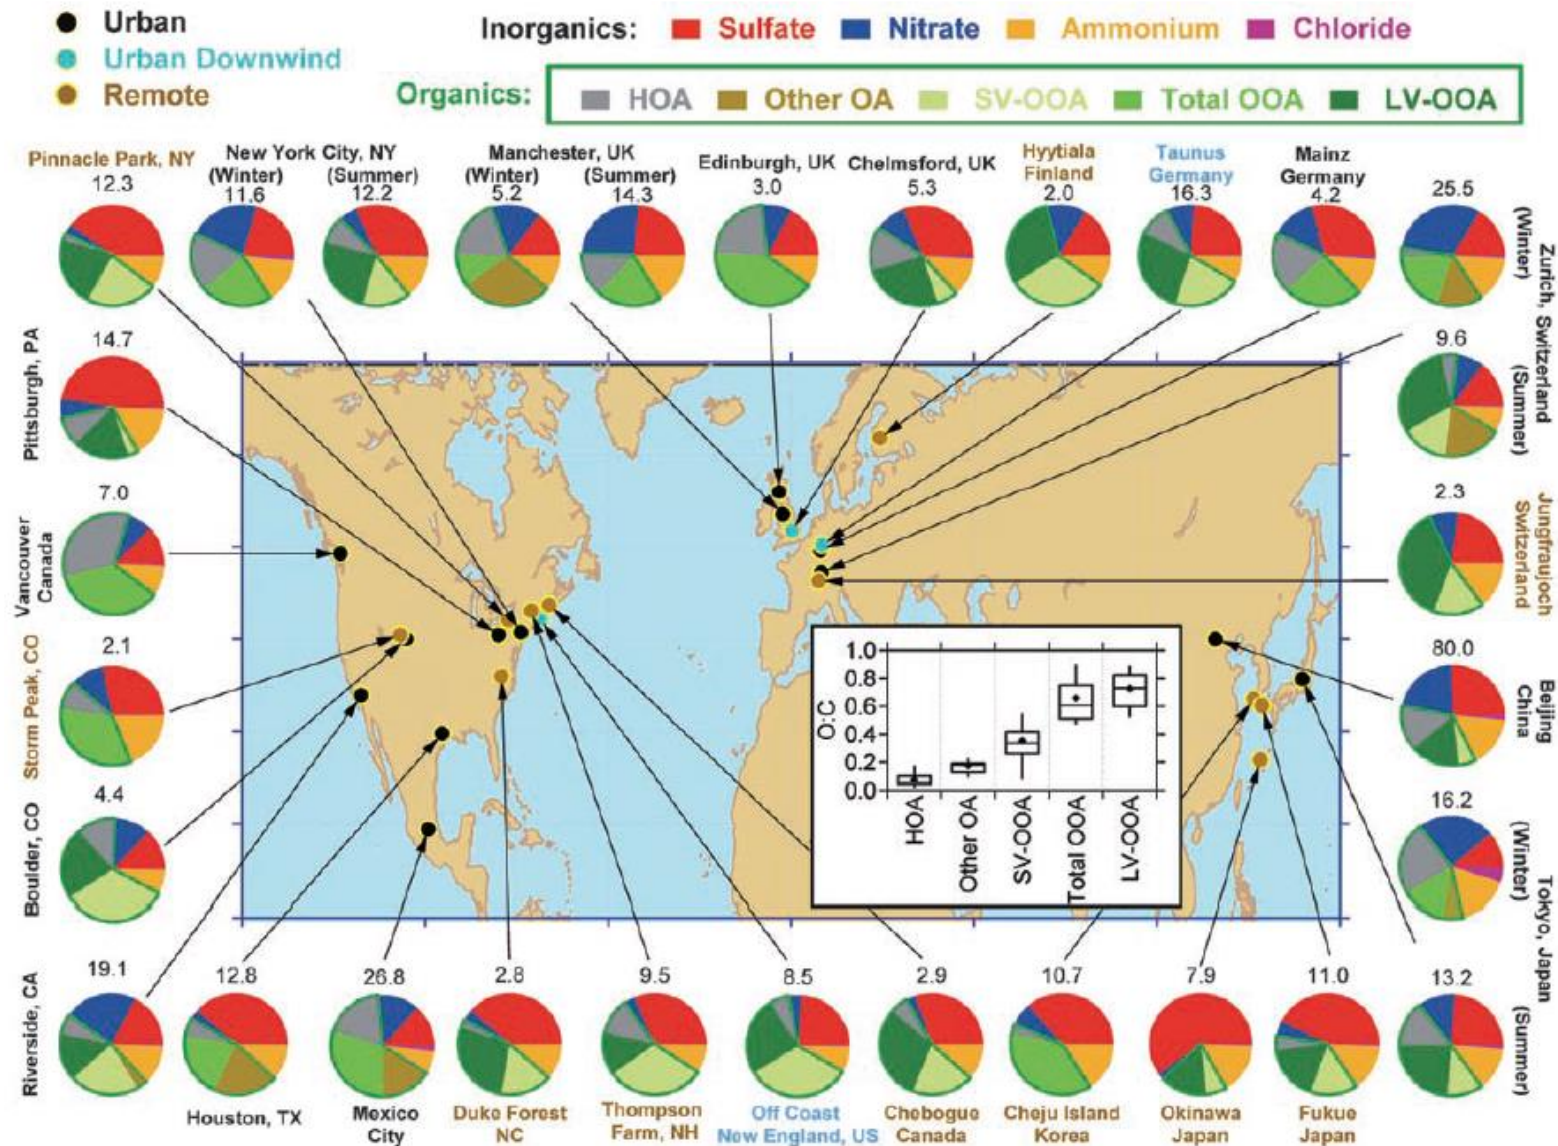 Urban
Urban Downwind
Remote
Inorganics: Sulfate Nitrate Ammonium Chloride
Organics: HOA Other OA SV-OOA Total OOA LV-OOA
Pinnacle Park, NY
12.3
New York City, NY
(Winter) (Summer)
11.6 12.2
Manchester, UK
(Winter) (Summer)
5.2 14.3
Edinburgh, UK
3.0
Chelmsford, UK
5.3
Hyytiala
Finland
2.0
Taunus
Germany
16.3
Mainz
Germany
4.2
25.5
(Winter)
Zurich, Switzerland
9.6
(Summer)
Pittsburgh, PA
14.7
Vancouver
Canada
7.0
Storm Peak, CO
2.1
Boulder, CO
4.4
Riverside, CA
19.1
2.3
Jungfraujoch
Switzerland
80.0
Beijing
China
16.2
(Winter)
Tokyo, Japan
13.2
(Summer)
O:C
1.0
0.8
0.6
0.4
0.2
0.0
HOA
Other OA
SV-OOA
Total OOA
LV-OOA
12.8
Houston, TX
26.8
Mexico
City
2.8
Duke Forest
NC
9.5
Thompson
Farm, NH
8.5
Off Coast
New England, US
2.9
Chebogue
Canada
10.7
Cheju Island
Korea
7.9
Okinawa
Japan
11.0
Fukue
Japan